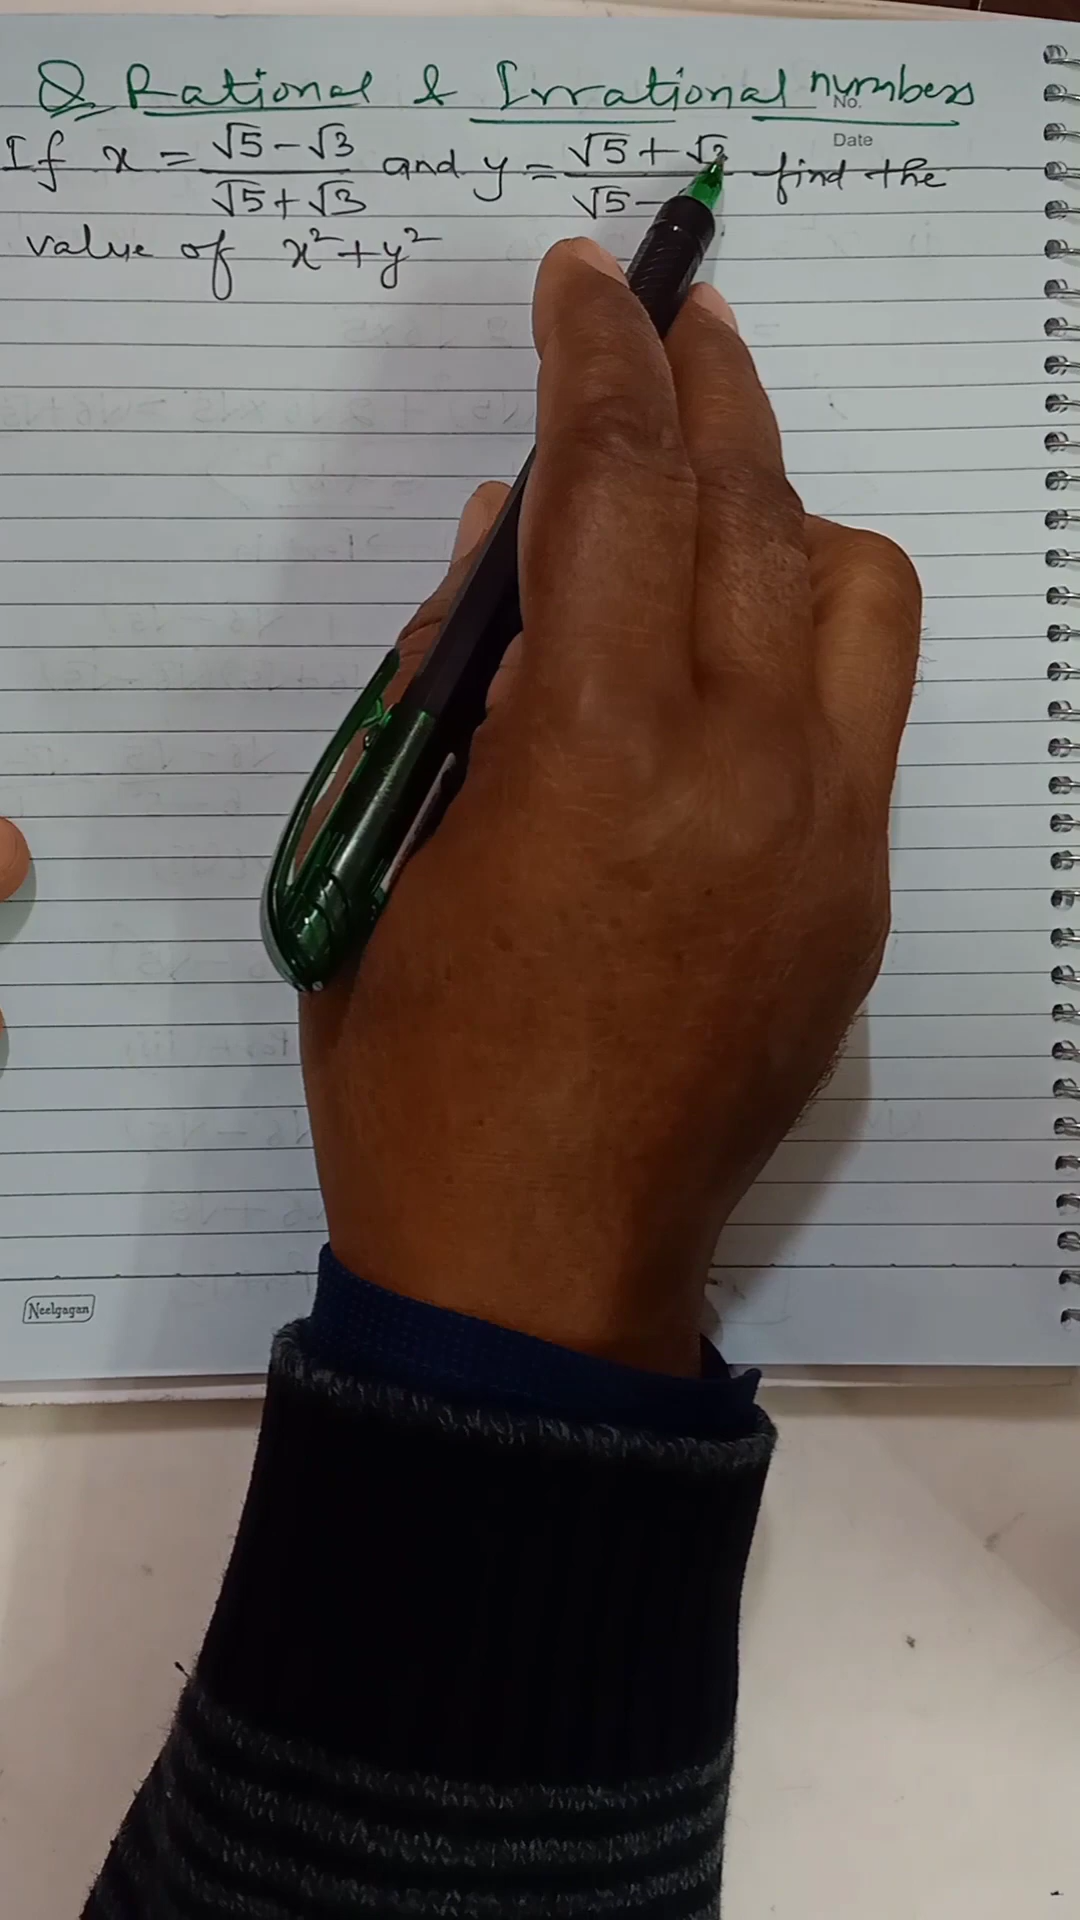 Q Rational & Irrational numbers
No.
Date
If x = √5 - √3 / √5 + √3 and y = √5 + √3 / √5 - find the
value of x² + y²
Neelgagan